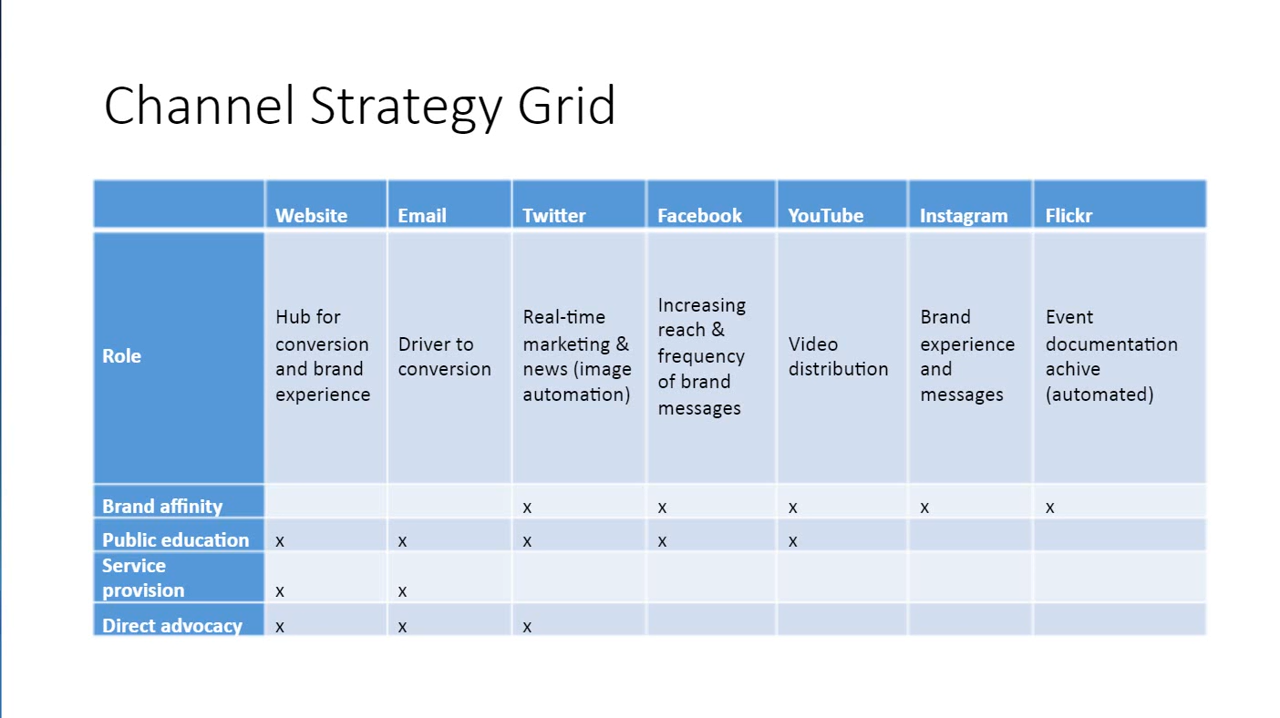 Channel Strategy Grid
Website Email Twitter Facebook YouTube Instagram Flickr
Role
Hub for
conversion
and brand
experience
Driver to
conversion
Real-time
marketing &
news (image
automation)
Increasing
reach &
frequency
of brand
messages
Video
distribution
Brand
experience
and
messages
Event
documentation
achive
(automated)
Brand affinity x x x x x
Public education x x x x x
Service
provision x x
Direct advocacy x x x